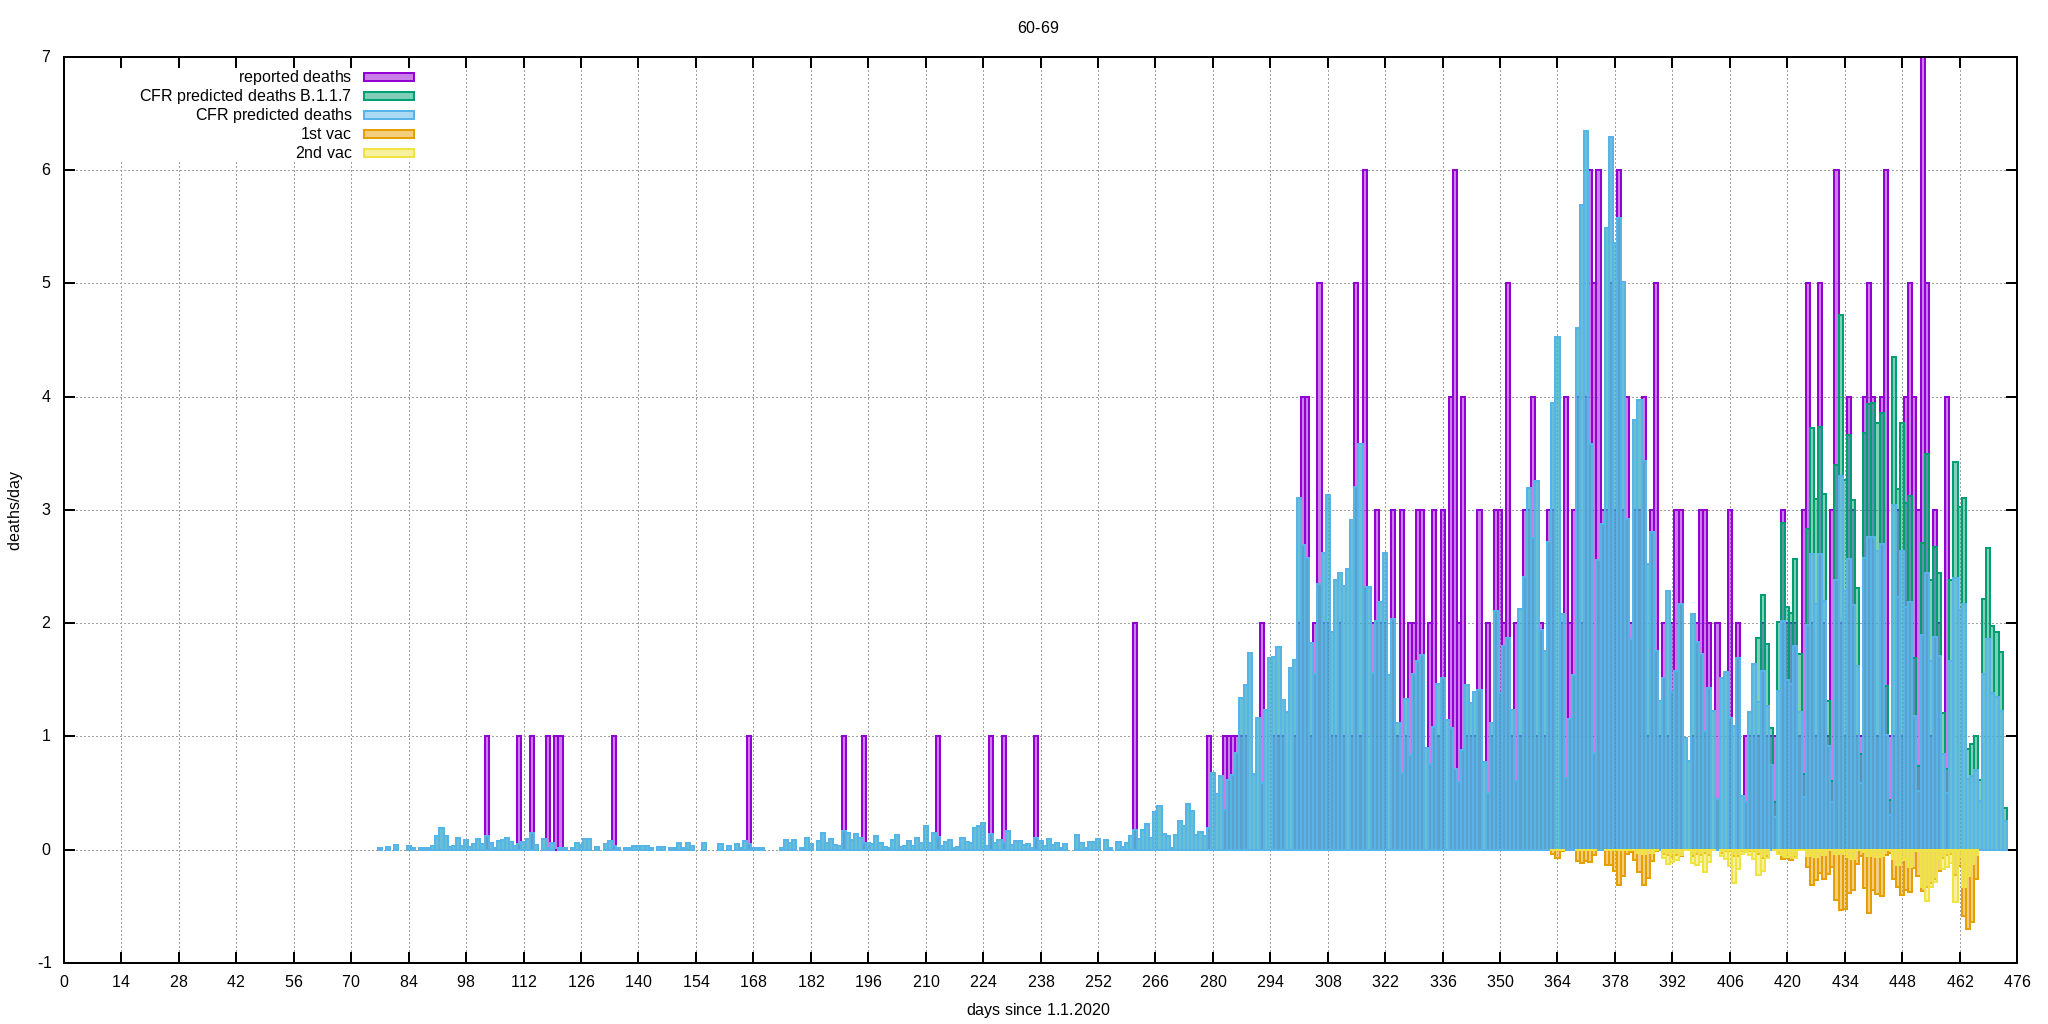 60-69
7
6
5
4
3
2
1
0
-1
reported deaths
CFR predicted deaths B.1.1.7
CFR predicted deaths
1st vac
2nd vac
deaths/day
0 14 28 42 56 70 84 98 112 126 140 154 168 182 196 210 224 238 252 266 280 294 308 322 336 350 364 378 392 406 420 434 448 462 476
days since 1.1.2020